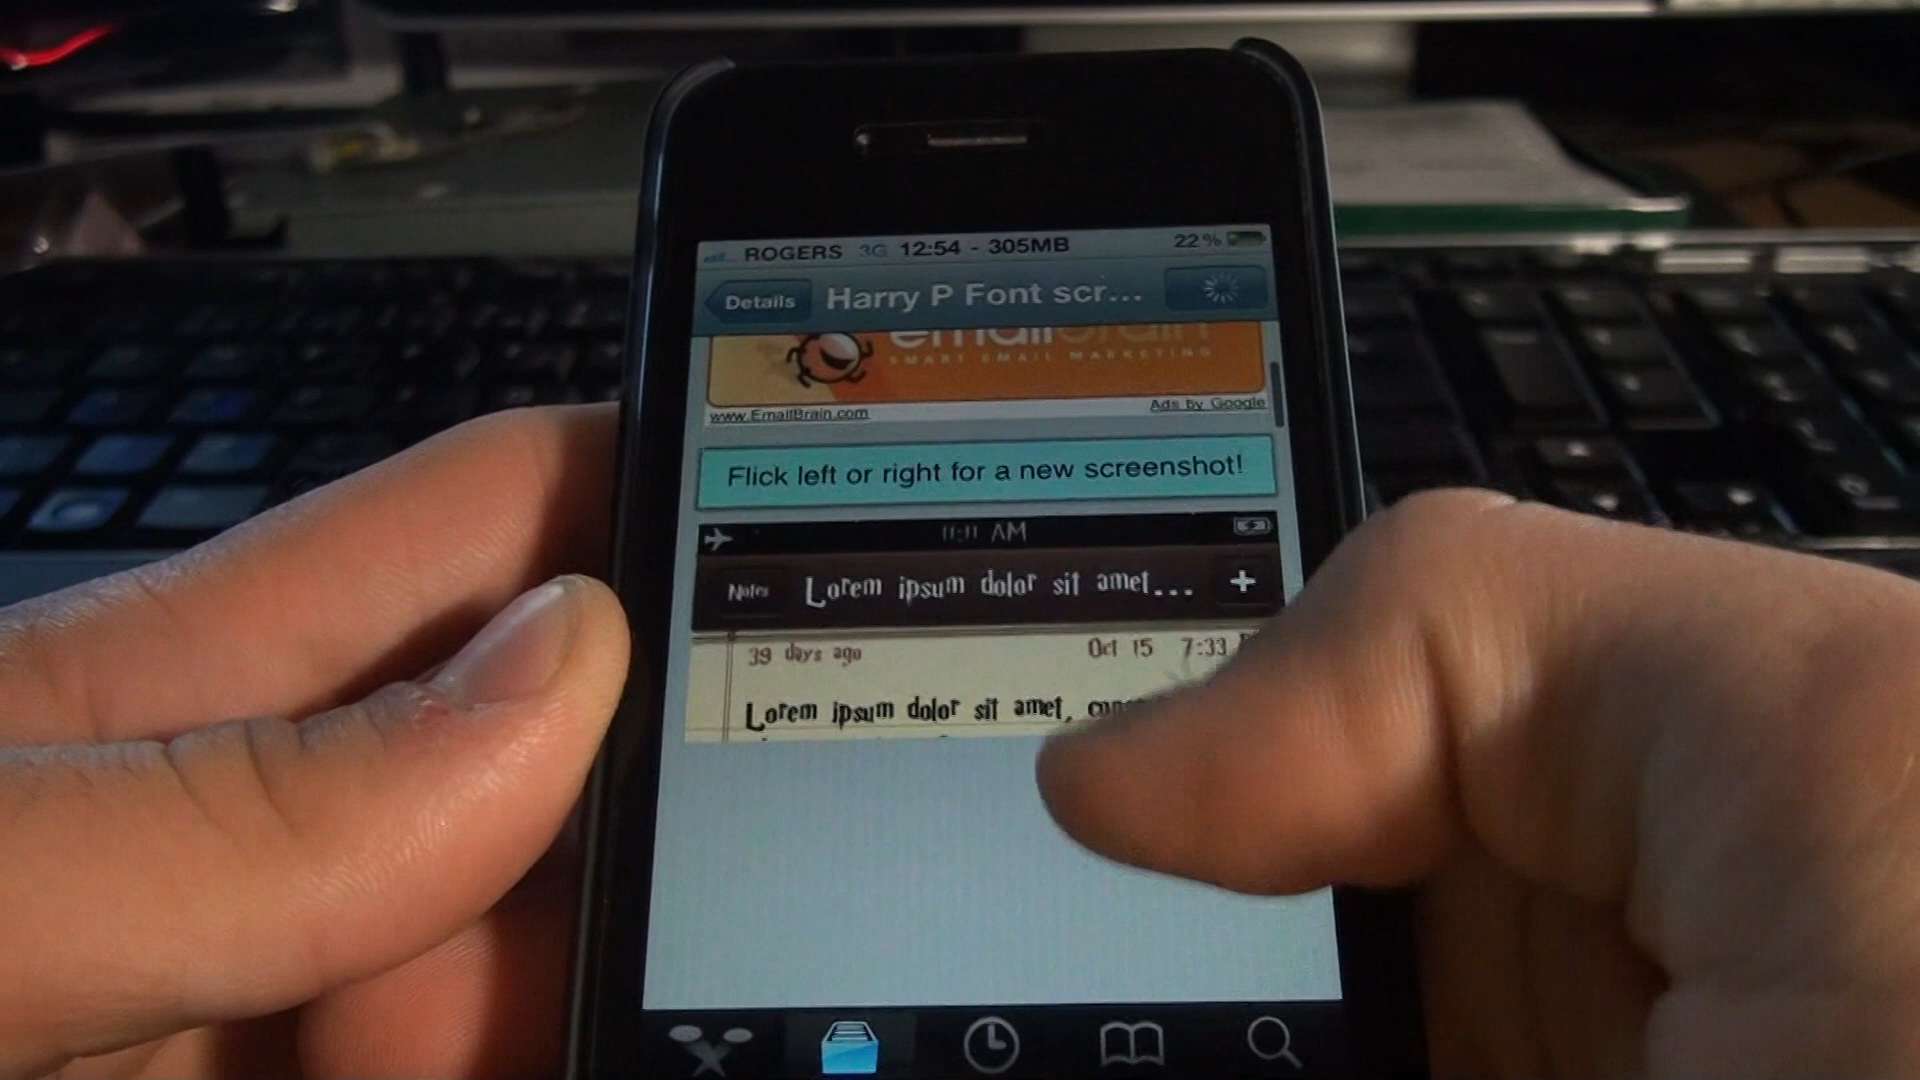 ROGERS 3G 12:54 - 305MB 22%
Details Harry P Font scr...
SMART EMAIL MARKETING
www.EmailBrain.com Ads by Google
Flick left or right for a new screenshot!
11:11 AM
Notes Lorem ipsum dolor sit amet... +
39 days ago Oct 15 7:33
Lorem ipsum dolor sit amet,